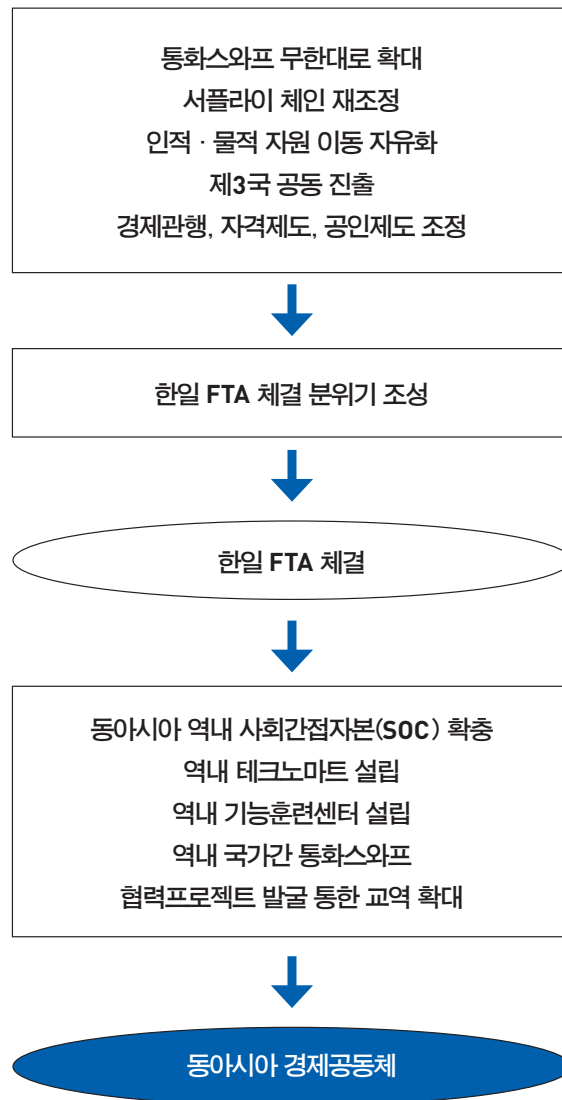 통화스와프 무한대로 확대
서플라이 체인 재조정
인적 · 물적 자원 이동 자유화
제3국 공동 진출
경제관행, 자격제도, 공인제도 조정
한일 FTA 체결 분위기 조성
한일 FTA 체결
동아시아 역내 사회간접자본(SOC) 확충
역내 테크노마트 설립
역내 기능훈련센터 설립
역내 국가간 통화스와프
협력프로젝트 발굴 통한 교역 확대
동아시아 경제공동체